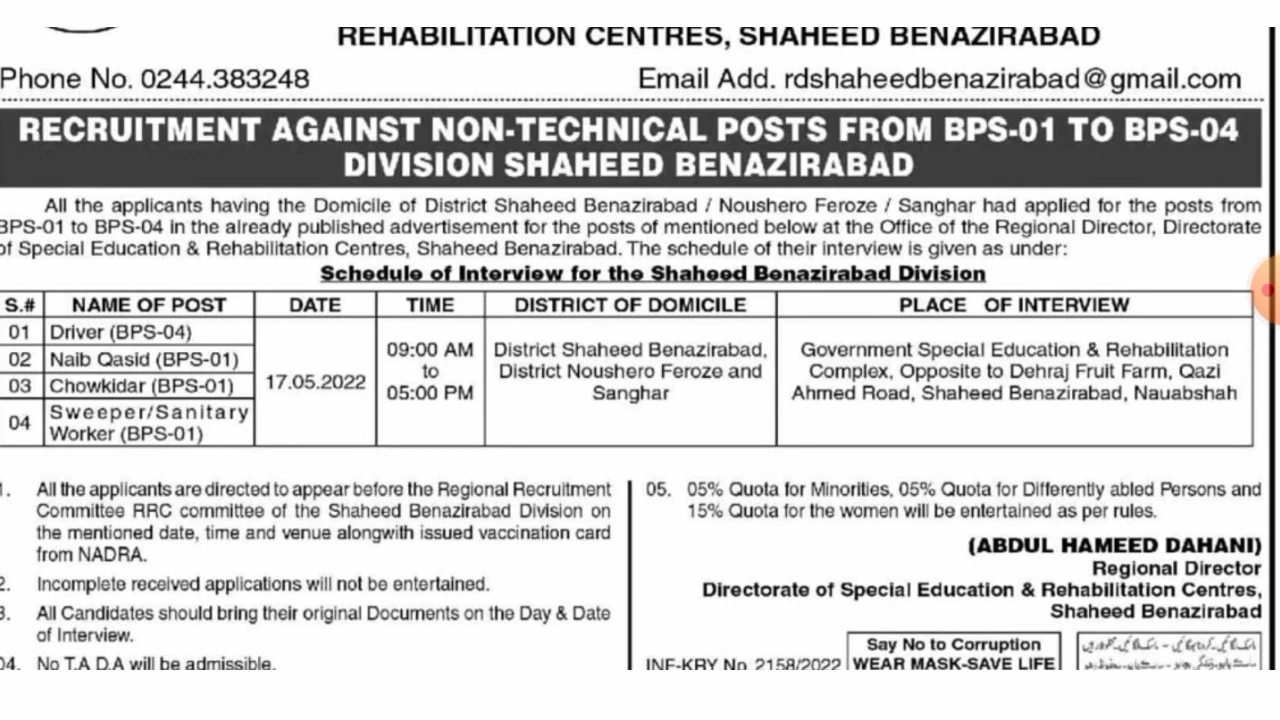 REHABILITATION CENTRES, SHAHEED BENAZIRABAD
Phone No. 0244.383248
Email Add. rdshaheedbenazirabad@gmail.com
RECRUITMENT AGAINST NON-TECHNICAL POSTS FROM BPS-01 TO BPS-04
DIVISION SHAHEED BENAZIRABAD
All the applicants having the Domicile of District Shaheed Benazirabad / Noushero Feroze / Sanghar had applied for the posts from
BPS-01 to BPS-04 in the already published advertisement for the posts of mentioned below at the Office of the Regional Director, Directorate
of Special Education & Rehabilitation Centres, Shaheed Benazirabad. The schedule of their interview is given as under:
Schedule of Interview for the Shaheed Benazirabad Division
S.# NAME OF POST DATE TIME DISTRICT OF DOMICILE PLACE OF INTERVIEW
01 Driver (BPS-04)
02 Naib Qasid (BPS-01)
03 Chowkidar (BPS-01)
04 Sweeper/Sanitary
Worker (BPS-01)
17.05.2022
09:00 AM
to
05:00 PM
District Shaheed Benazirabad,
District Noushero Feroze and
Sanghar
Government Special Education & Rehabilitation
Complex, Opposite to Dehraj Fruit Farm, Qazi
Ahmed Road, Shaheed Benazirabad, Nauabshah
1. All the applicants are directed to appear before the Regional Recruitment
Committee RRC committee of the Shaheed Benazirabad Division on
the mentioned date, time and venue alongwith issued vaccination card
from NADRA.
2. Incomplete received applications will not be entertained.
3. All Candidates should bring their original Documents on the Day & Date
of Interview.
04. No T.A D.A will be admissible.
05. 05% Quota for Minorities, 05% Quota for Differently abled Persons and
15% Quota for the women will be entertained as per rules.
(ABDUL HAMEED DAHANI)
Regional Director
Directorate of Special Education & Rehabilitation Centres,
Shaheed Benazirabad
INF-KRY No. 2158/2022
Say No to Corruption
WEAR MASK-SAVE LIFE